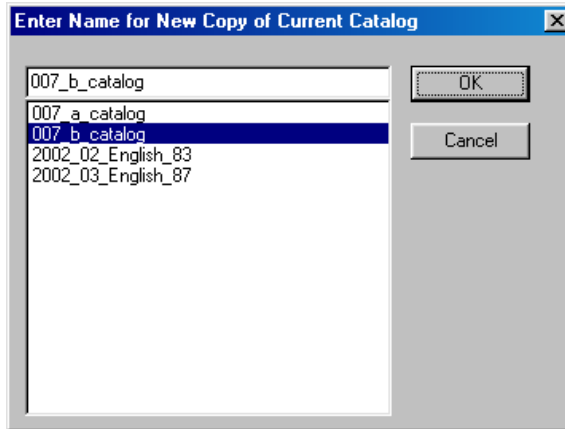 Enter Name for New Copy of Current Catalog
007_b_catalog
OK
007_a_catalog
007_b_catalog
2002_02_English_83
2002_03_English_87
Cancel